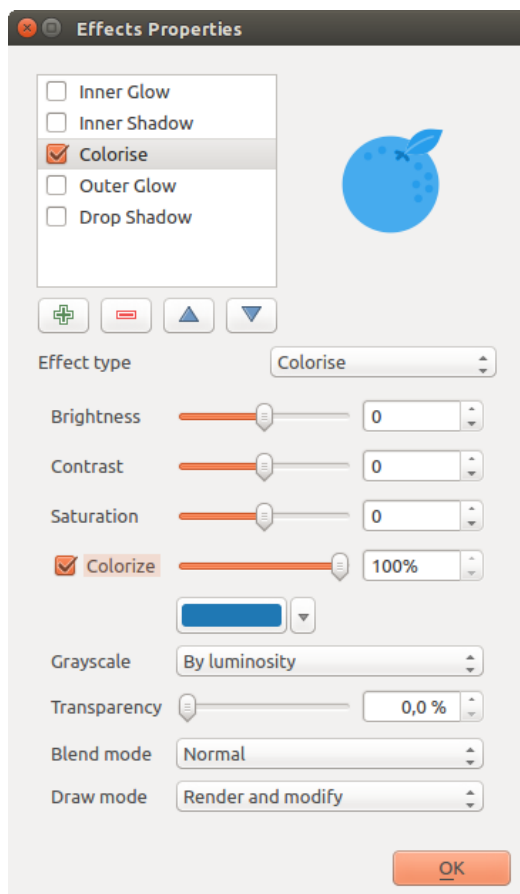 Effects Properties
Inner Glow
Inner Shadow
Colorise
Outer Glow
Drop Shadow
Effect type Colorise
Brightness 0
Contrast 0
Saturation 0
Colorize 100%
Grayscale By luminosity
Transparency 0,0 %
Blend mode Normal
Draw mode Render and modify
OK